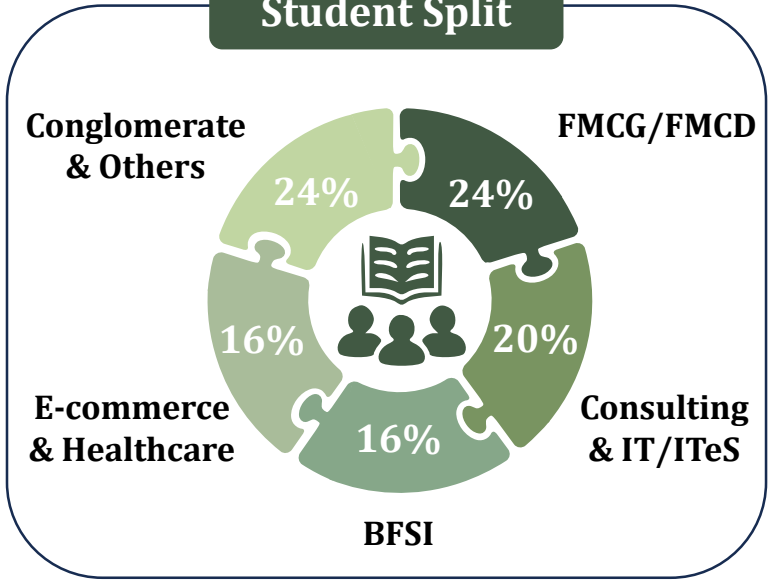 Student Split
Conglomerate
& Others
FMCG/FMCD
24%
24%
16%
20%
E-commerce
& Healthcare
Consulting
& IT/ITeS
16%
BFSI